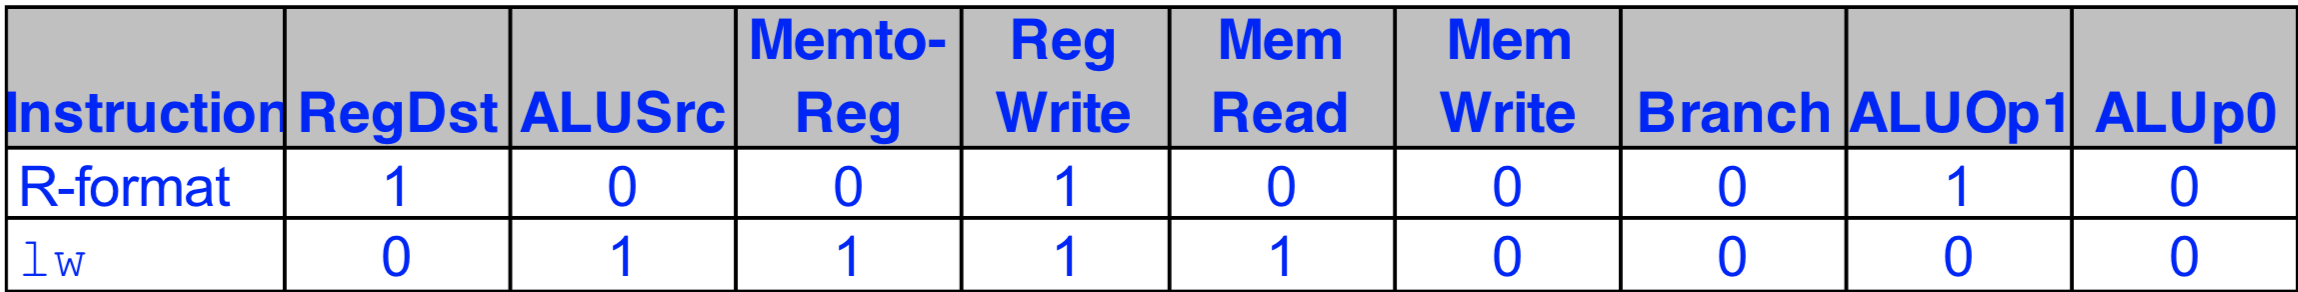 Instruction RegDst ALUSrc Memto-Reg Reg Write Mem Read Mem Write Branch ALUOp1 ALUp0
R-format 1 0 0 1 0 0 0 1 0
lw 0 1 1 1 1 0 0 0 0